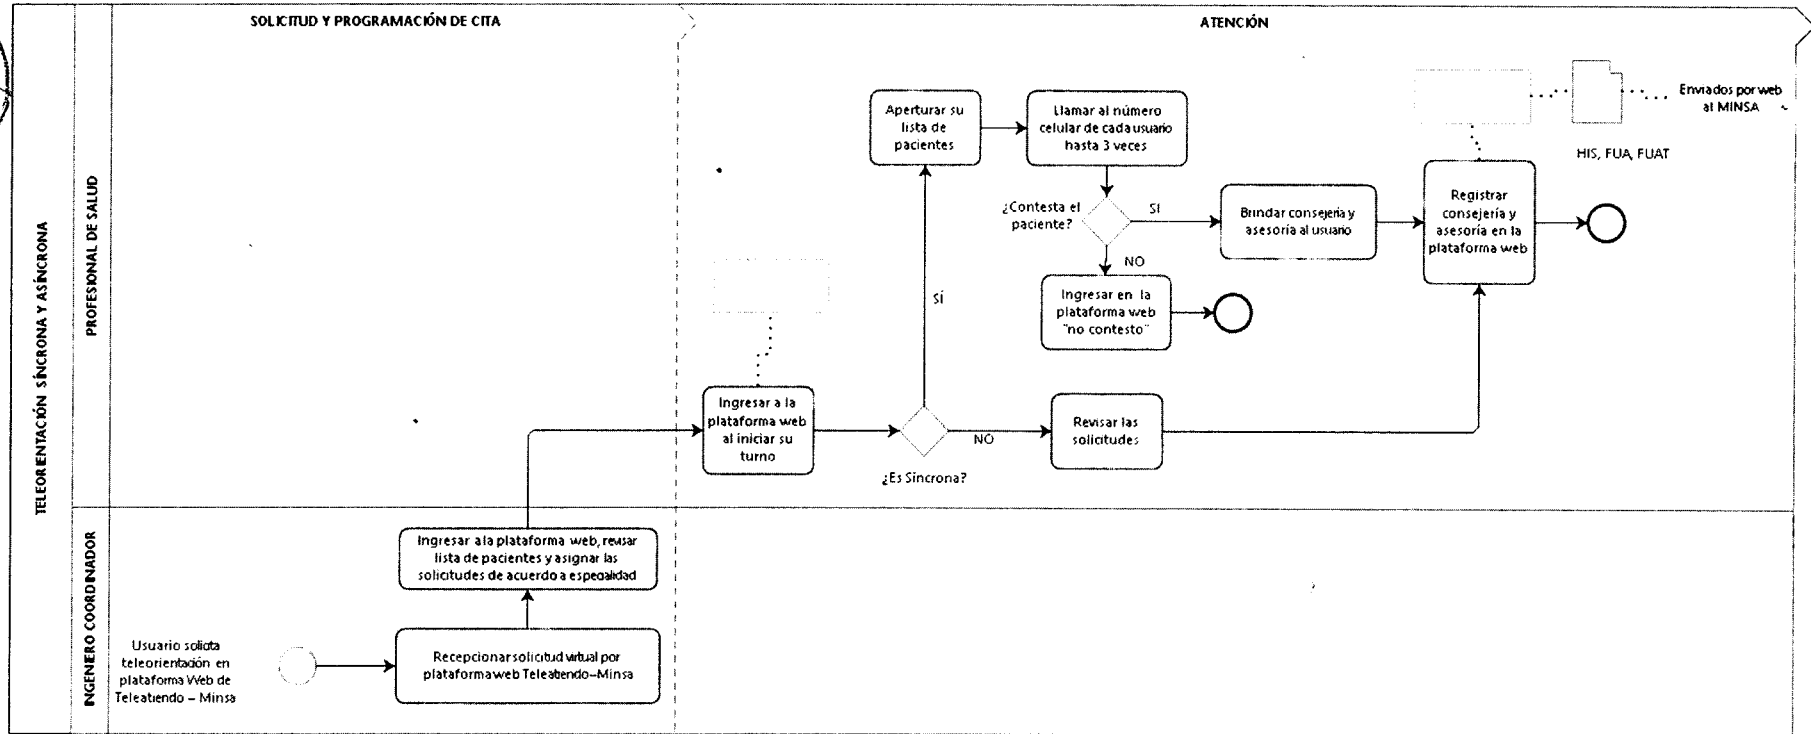 SOLICITUD Y PROGRAMACIÓN DE CITA
ATENCIÓN
TELEORIENTACIÓN SÍNCRONA Y ASÍNCRONA
PROFESIONAL DE SALUD
INGENIERO COORDINADOR
Aperturar su
lista de
pacientes
Llamar al número
celular de cada usuario
hasta 3 veces
Enviados por web
al MINSA
HIS, FUA, FUAT
¿Contesta el
paciente?
SÍ
NO
Brindar consejería y
asesoría al usuario
Registrar
consejería y
asesoría en la
plataforma web
Ingresar en la
plataforma web
"no contesto"
SÍ
Ingresar a la
plataforma web
al iniciar su
turno
¿Es Síncrona?
NO
Revisar las
solicitudes
Ingresar a la plataforma web, revisar
lista de pacientes y asignar las
solicitudes de acuerdo a especialidad
Usuario solicita
teleorientación en
plataforma Web de
Teleatiendo – Minsa
Recepcionar solicitud virtual por
plataforma web Teleatiendo–Minsa